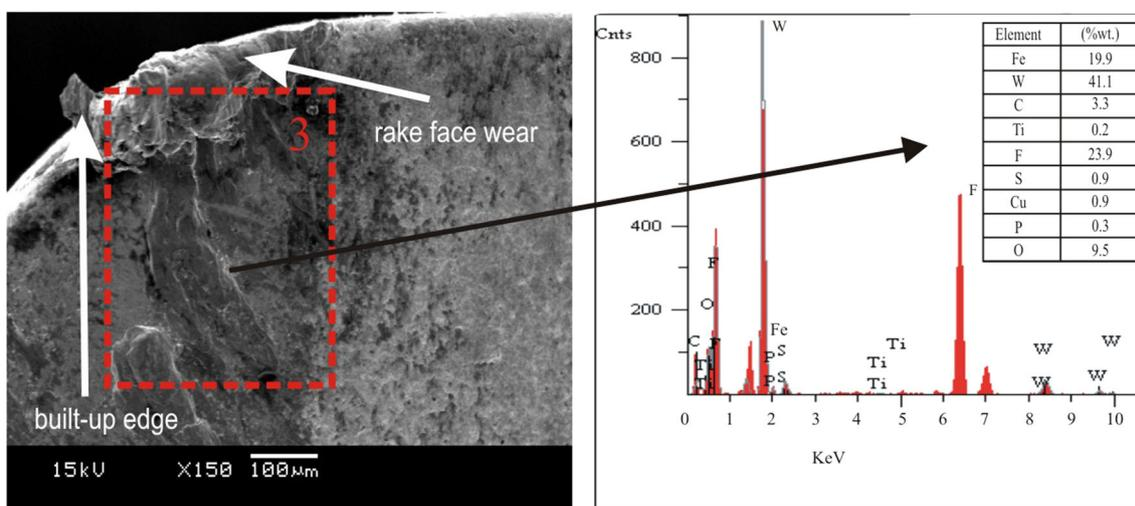 3
rake face wear
built-up edge
15kV X150 100µm
Cnts
800
600
400
200
W
F
F
O
C
Ti
Ti
F
Fe
P
S
P
S
Ti
Ti
Ti
W
W
W
W
0 1 2 3 4 5 6 7 8 9 10
KeV
Element (%wt.)
Fe 19.9
W 41.1
C 3.3
Ti 0.2
F 23.9
S 0.9
Cu 0.9
P 0.3
O 9.5